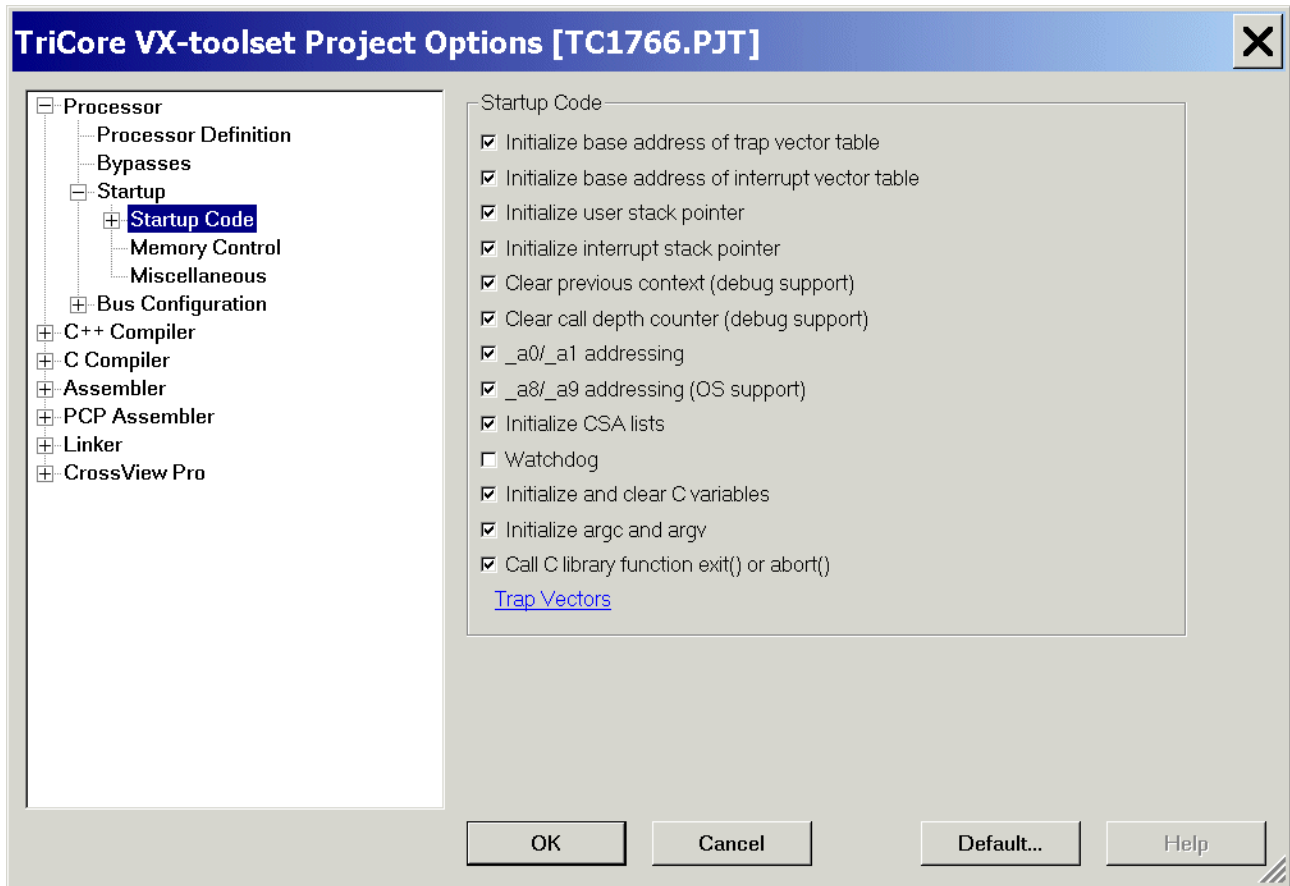 TriCore VX-toolset Project Options [TC1766.PJT]
Processor
Processor Definition
Bypasses
Startup
Startup Code
Memory Control
Miscellaneous
Bus Configuration
C++ Compiler
C Compiler
Assembler
PCP Assembler
Linker
CrossView Pro
Startup Code
Initialize base address of trap vector table
Initialize base address of interrupt vector table
Initialize user stack pointer
Initialize interrupt stack pointer
Clear previous context (debug support)
Clear call depth counter (debug support)
_a0/_a1 addressing
_a8/_a9 addressing (OS support)
Initialize CSA lists
Watchdog
Initialize and clear C variables
Initialize argc and argv
Call C library function exit() or abort()
Trap Vectors
OK
Cancel
Default...
Help